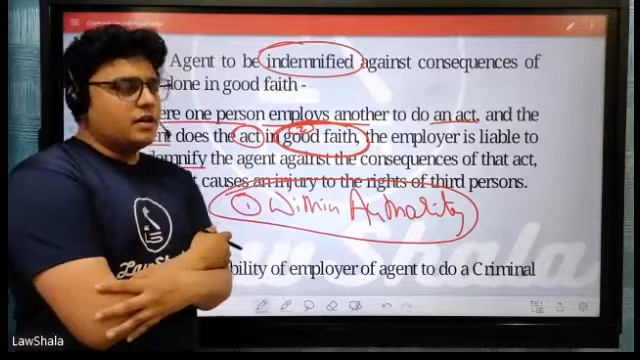 Agent to be indemnified against consequences of
done in good faith -
ere one person employs another to do an act, and the
nt does the act in good faith, the employer is liable to
demnify the agent against the consequences of that act,
causes an injury to the rights of third persons.
① Within Authority
bility of employer of agent to do a Criminal
Law Shala
LawShala